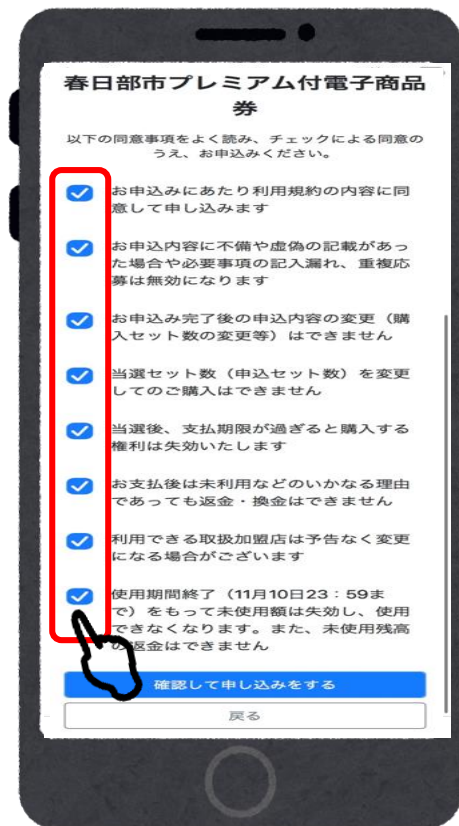 春日部市プレミアム付電子商品
券
以下の同意事項をよく読み、チェックによる同意の
うえ、お申込みください。
お申込みにあたり利用規約の内容に同
意して申し込みます
お申込内容に不備や虚偽の記載があっ
た場合や必要事項の記入漏れ、重複応
募は無効になります
お申込み完了後の申込内容の変更（購
入セット数の変更等）はできません
当選セット数（申込セット数）を変更
してのご購入はできません
当選後、支払期限が過ぎると購入する
権利は失効いたします
お支払後は未利用などのいかなる理由
であっても返金・換金はできません
利用できる取扱加盟店は予告なく変更
になる場合がございます
使用期間終了（11月10日23：59ま
で）をもって未使用額は失効し、使用
できなくなります。また、未使用残高
の返金はできません
確認して申し込みをする
戻る